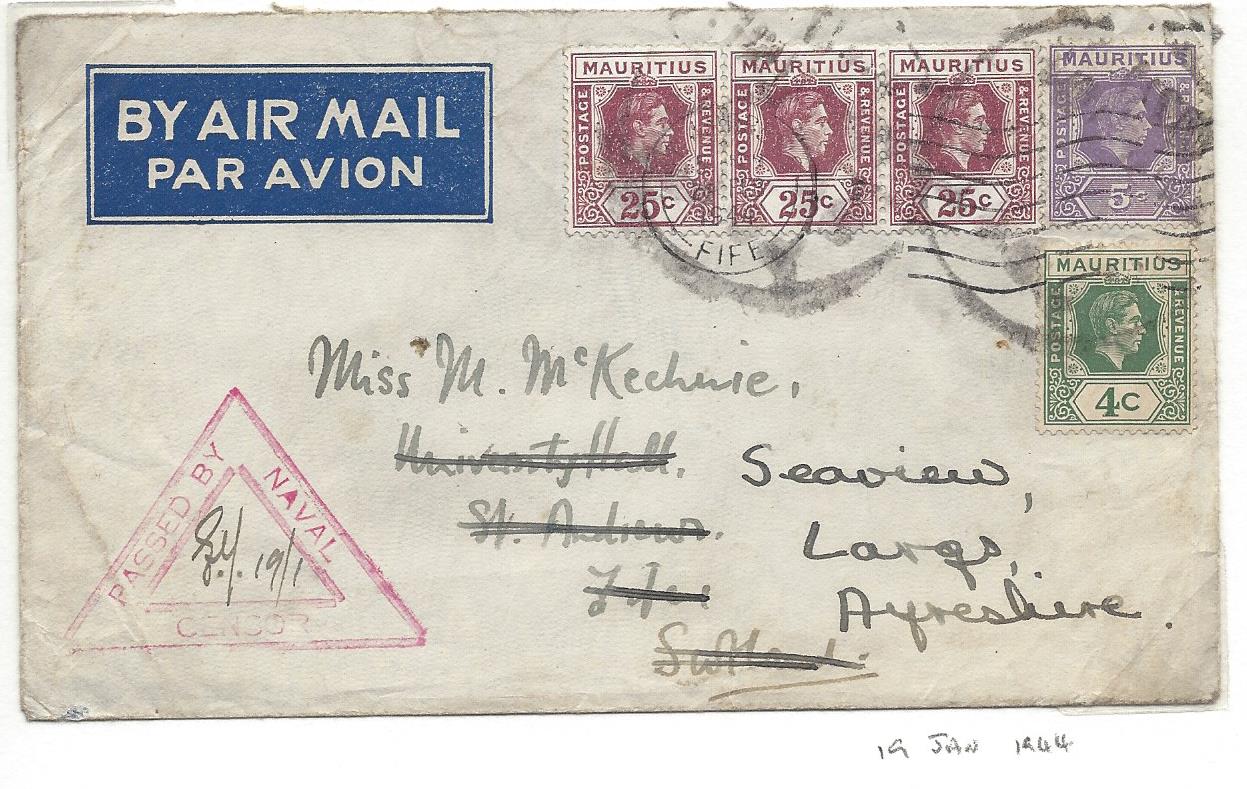 BY AIR MAIL
PAR AVION
MAURITIUS
POSTAGE & REVENUE
25c
MAURITIUS
POSTAGE & REVENUE
25c
MAURITIUS
POSTAGE & REVENUE
25c
MAURITIUS
POSTAGE & REVENUE
5c
FIFE
MAURITIUS
POSTAGE & REVENUE
4c
Miss M. McKechnie,
University Hall,
St. Andrews.
Fife
Scotland.
Seaview,
Largs,
Ayreshire.
PASSED BY
NAVAL
CENSOR
19/1
19 JAN 1944